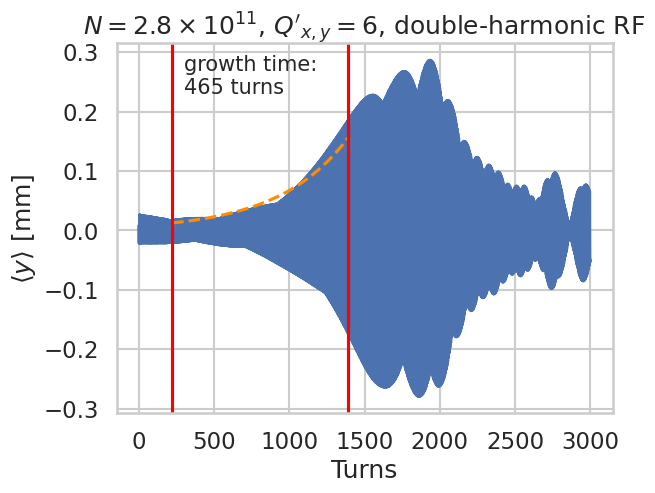 N = 2.8 × 10¹¹, Q′x, y = 6, double-harmonic RF
growth time:
465 turns
0.3
0.2
0.1
0.0
−0.1
−0.2
−0.3
⟨y⟩ [mm]
0 500 1000 1500 2000 2500 3000
Turns